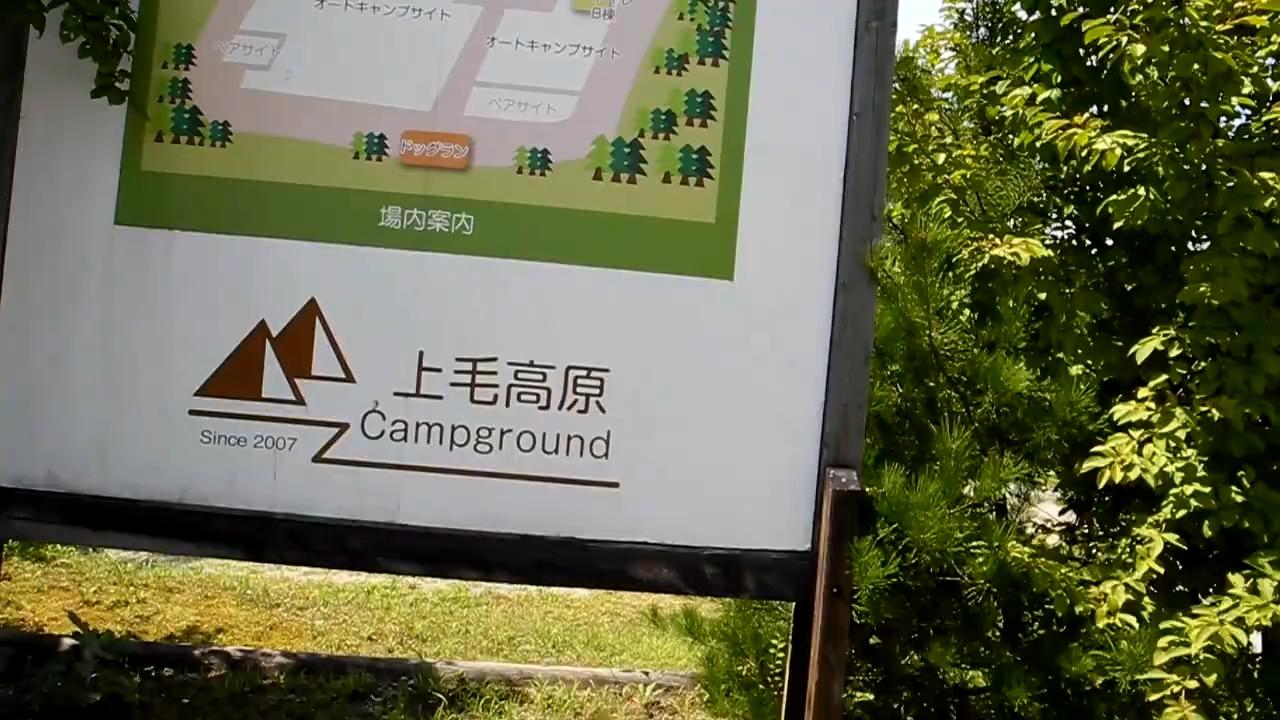 オートキャンプサイト
B棟
オートキャンプサイト
ペアサイト
ペアサイト
ドッグラン
場内案内
上毛高原
Campground
Since 2007